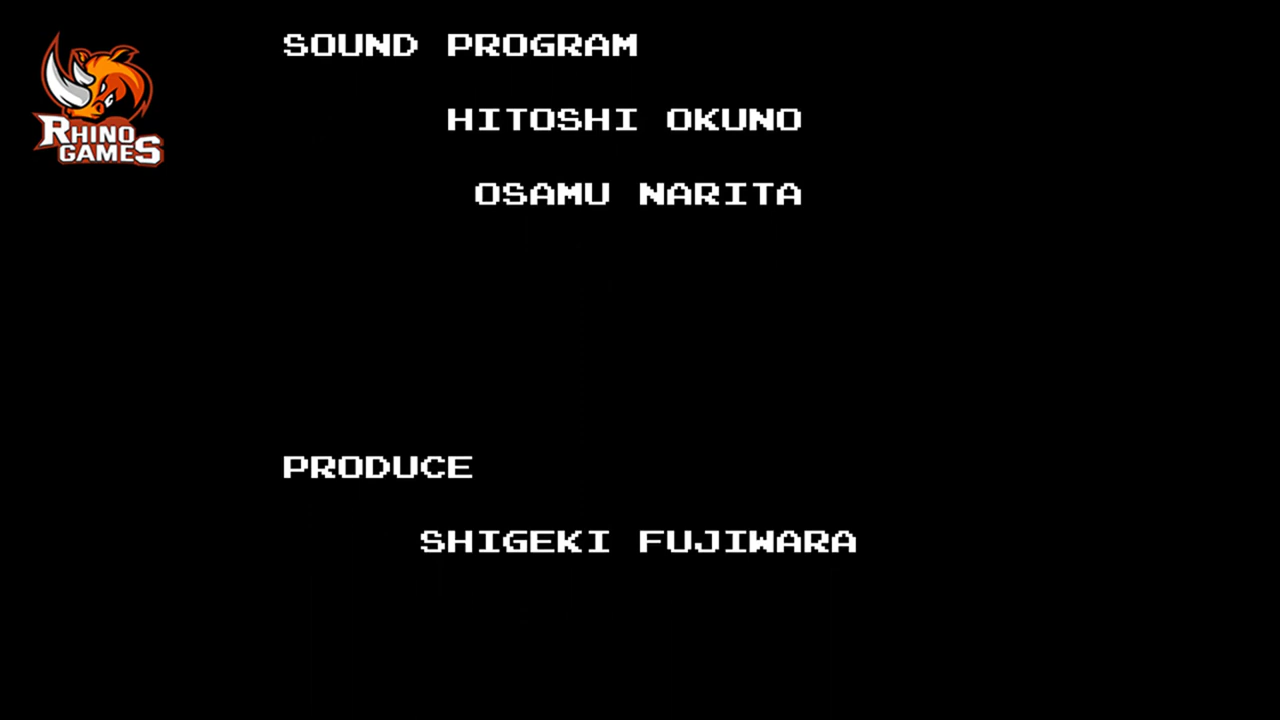 RHINO
GAMES
SOUND PROGRAM
HITOSHI OKUNO
OSAMU NARITA
PRODUCE
SHIGEKI FUJIWARA